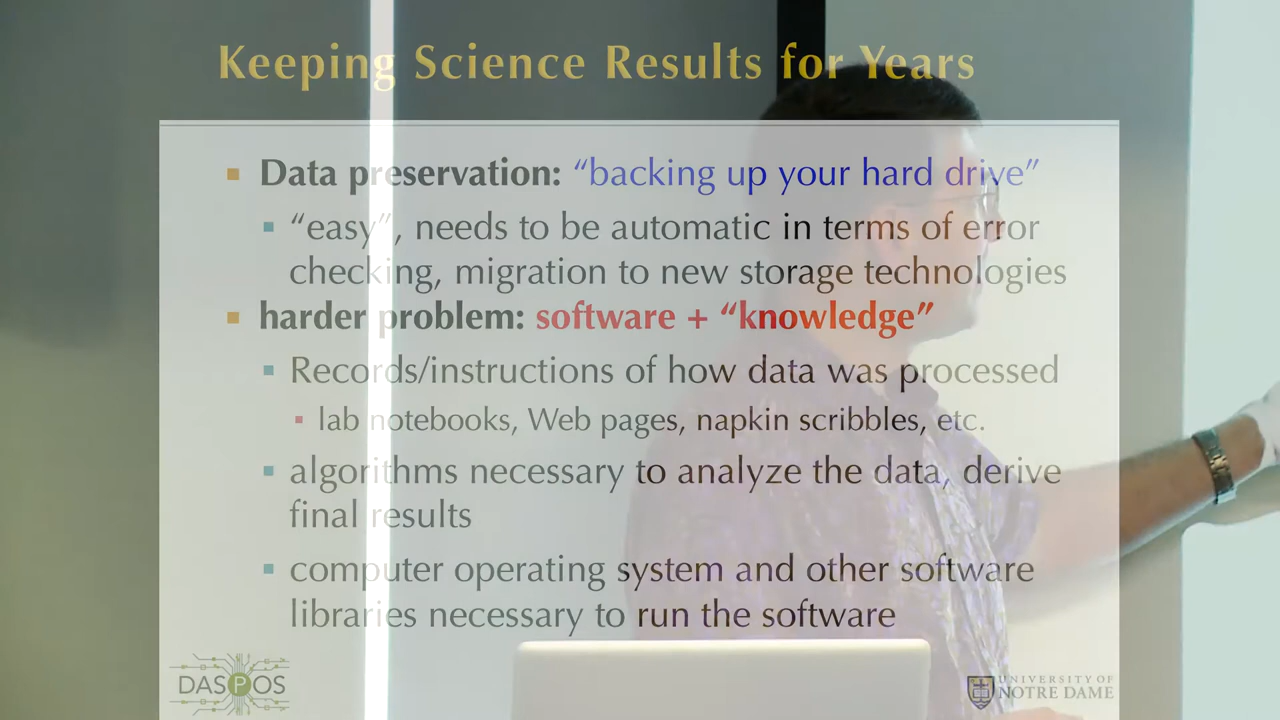 Keeping Science Results for Years
▪ Data preservation: “backing up your hard drive”
▪ “easy”, needs to be automatic in terms of error
checking, migration to new storage technologies
▪ harder problem: software + “knowledge”
▪ Records/instructions of how data was processed
▪ lab notebooks, Web pages, napkin scribbles, etc.
▪ algorithms necessary to analyze the data, derive
final results
▪ computer operating system and other software
libraries necessary to run the software
DASPOS
UNIVERSITY OF
NOTRE DAME